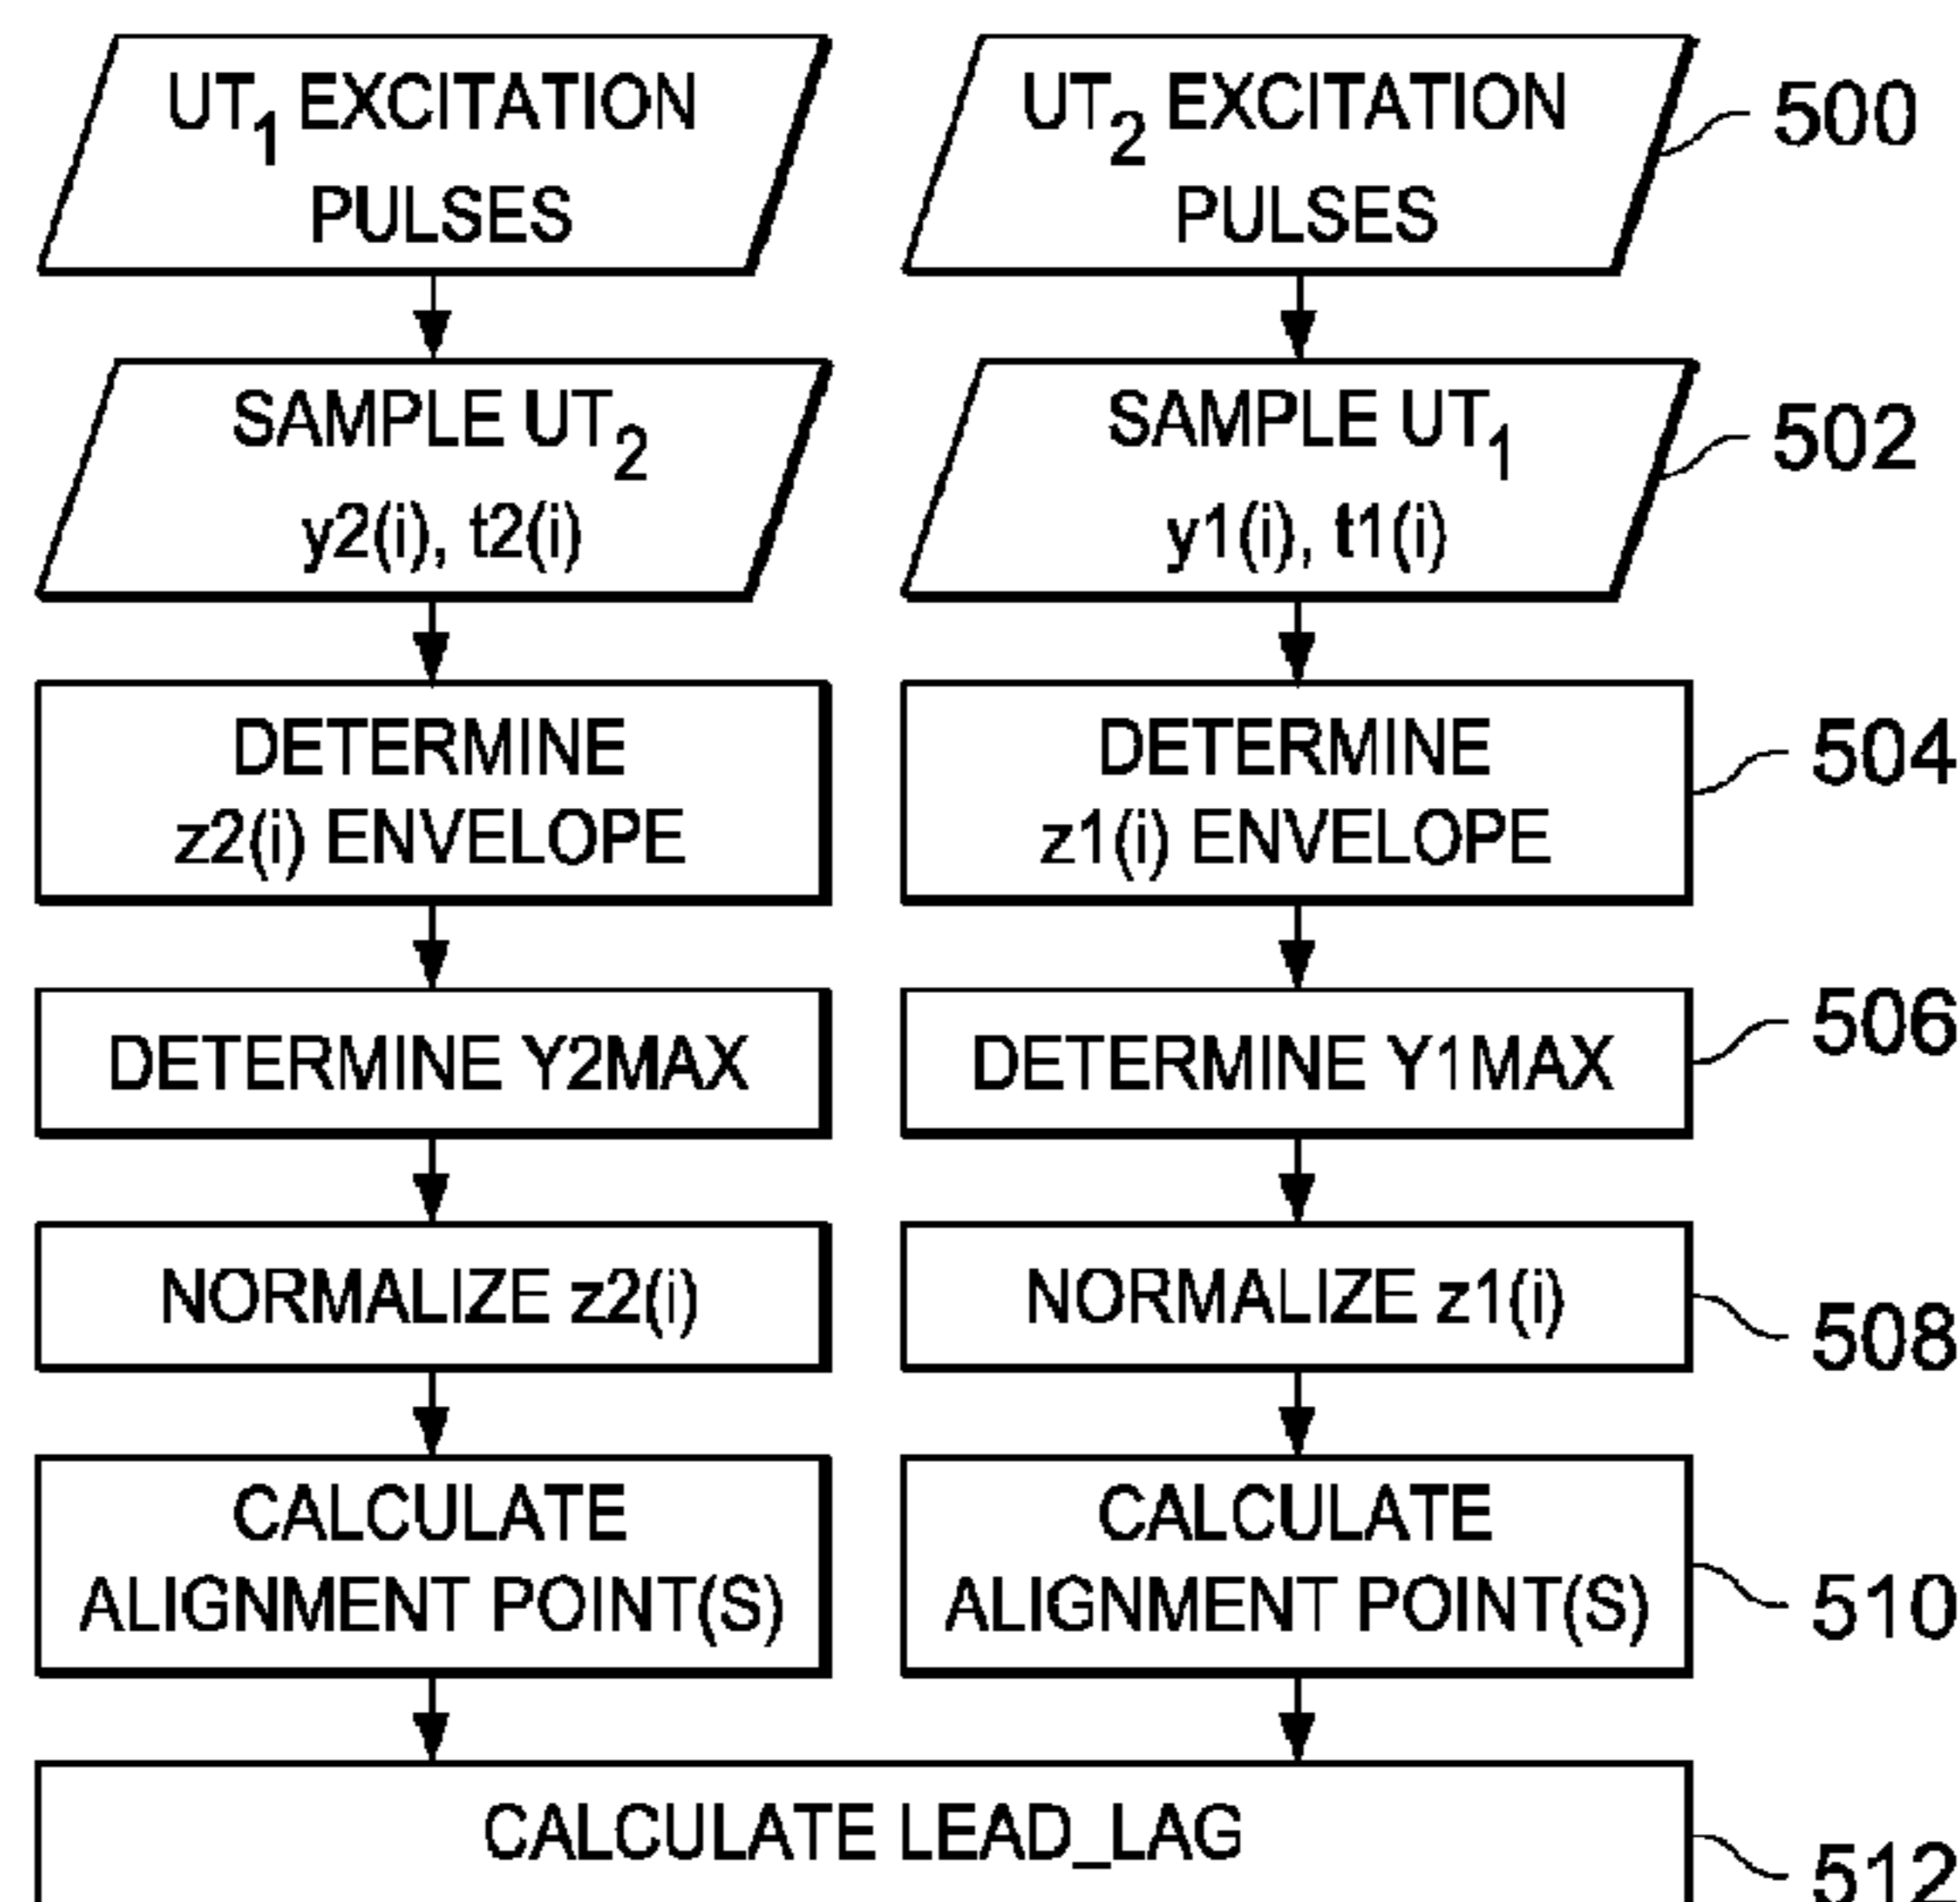 UT1 EXCITATION
PULSES
UT2 EXCITATION
PULSES
500
SAMPLE UT2
y2(i), t2(i)
SAMPLE UT1
y1(i), t1(i)
502
DETERMINE
z2(i) ENVELOPE
DETERMINE
z1(i) ENVELOPE
504
DETERMINE Y2MAX
DETERMINE Y1MAX
506
NORMALIZE z2(i)
NORMALIZE z1(i)
508
CALCULATE
ALIGNMENT POINT(S)
CALCULATE
ALIGNMENT POINT(S)
510
CALCULATE LEAD_LAG
512